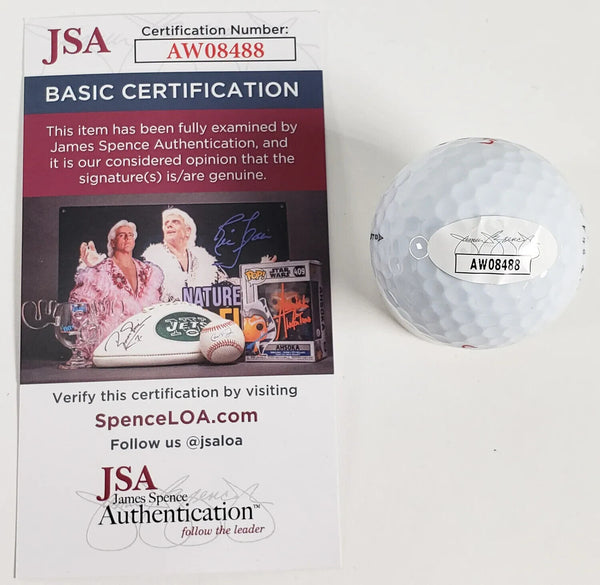 JSA
Certification Number:
AW08488
BASIC CERTIFICATION
This item has been fully examined by
James Spence Authentication, and
it is our considered opinion that the
signature(s) is/are genuine.
NATURE
POP!
STAR WARS
409
JETS
AHSOKA
Verify this certification by visiting
SpenceLOA.com
Follow us @jsaloa
JSA
James Spence
Authentication™
follow the leader
AW08488